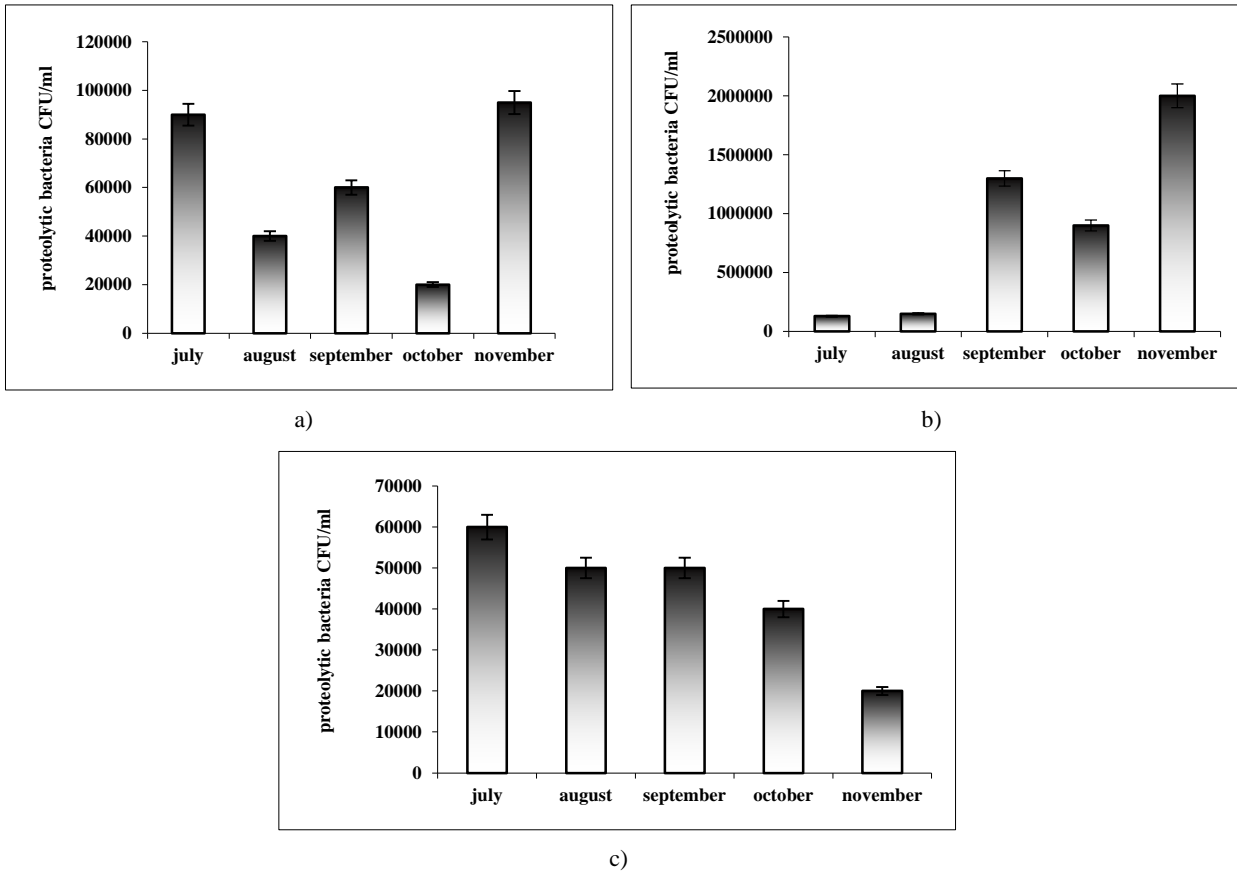 proteolytic bacteria CFU/ml
120000
100000
80000
60000
40000
20000
0
july august september october november
a)
proteolytic bacteria CFU/ml
2500000
2000000
1500000
1000000
500000
0
july august september october november
b)
proteolytic bacteria CFU/ml
70000
60000
50000
40000
30000
20000
10000
0
july august september october november
c)